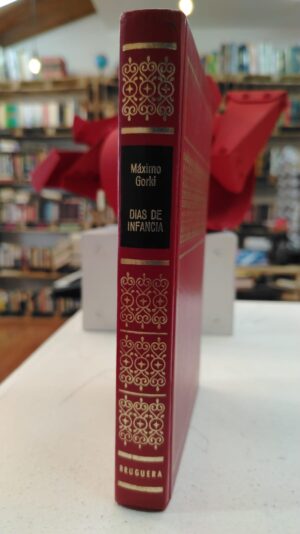 Máximo
Gorki
DIAS DE
INFANCIA
BRUGUERA